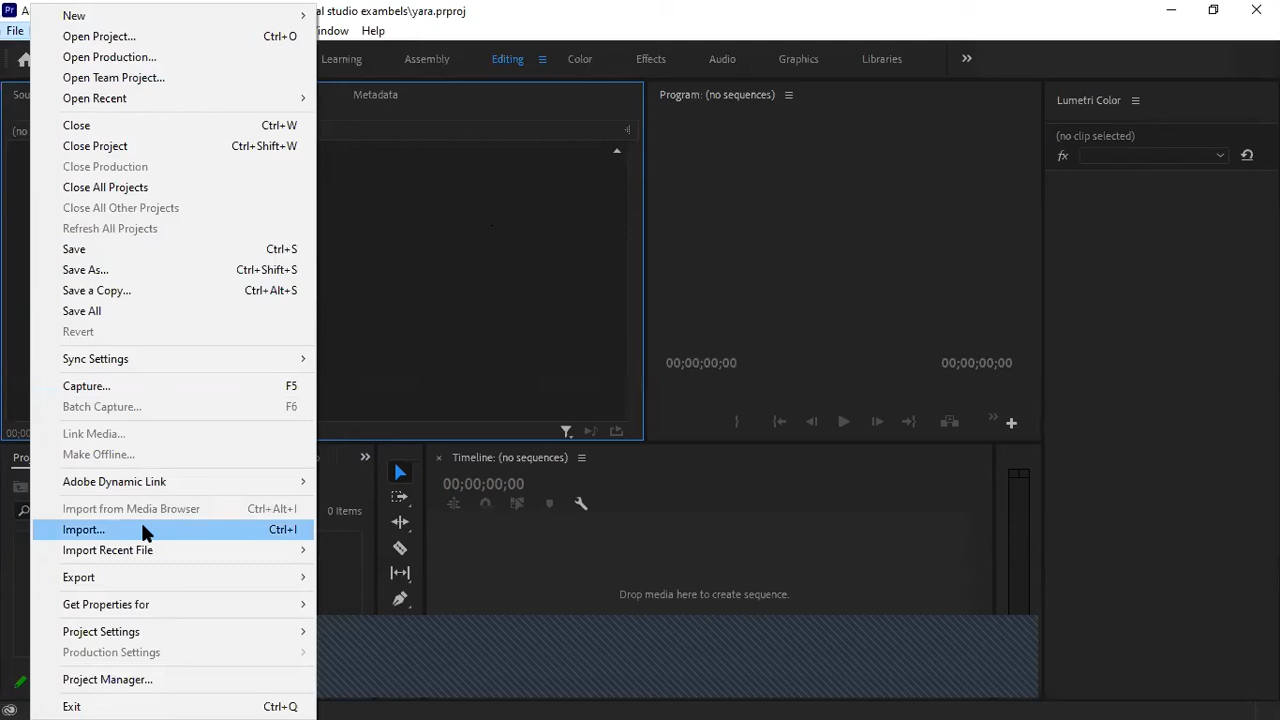 Pr A
al studio exambels/yara.prproj
File
indow Help
Learning Assembly Editing Color Effects Audio Graphics Libraries
New
Open Project... Ctrl+O
Open Production...
Open Team Project...
Open Recent
Close Ctrl+W
Close Project Ctrl+Shift+W
Close Production
Close All Projects
Close All Other Projects
Refresh All Projects
Save Ctrl+S
Save As... Ctrl+Shift+S
Save a Copy... Ctrl+Alt+S
Save All
Revert
Sync Settings
Capture... F5
Batch Capture... F6
Link Media...
Make Offline...
Adobe Dynamic Link
Import from Media Browser Ctrl+Alt+I
Import... Ctrl+I
Import Recent File
Export
Get Properties for
Project Settings
Production Settings
Project Manager...
Exit Ctrl+Q
Sou
Metadata
(no
00;00
Program: (no sequences)
00;00;00;00 00;00;00;00
Lumetri Color
(no clip selected)
fx
Proj
0 Items
Timeline: (no sequences)
00;00;00;00
Drop media here to create sequence.